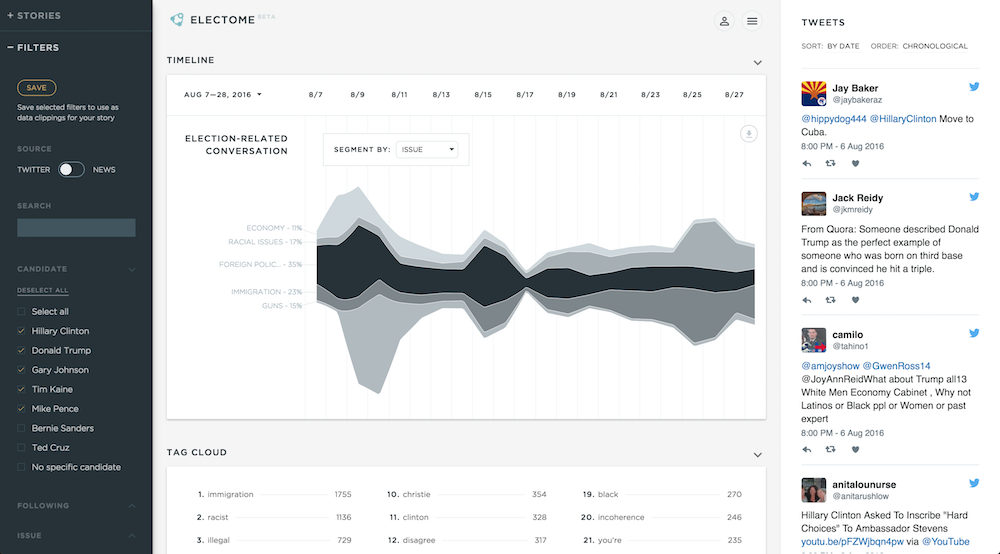 + STORIES
– FILTERS
SAVE
Save selected filters to use as
data clippings for your story
SOURCE
TWITTER NEWS
SEARCH
CANDIDATE
DESELECT ALL
Select all
Hillary Clinton
Donald Trump
Gary Johnson
Tim Kaine
Mike Pence
Bernie Sanders
Ted Cruz
No specific candidate
FOLLOWING
ISSUE
ELECTOME BETA
TIMELINE
AUG 7—28, 2016
8/7 8/9 8/11 8/13 8/15 8/17 8/19 8/21 8/23 8/25 8/27
ELECTION-RELATED
CONVERSATION
SEGMENT BY: ISSUE
ECONOMY - 11%
RACIAL ISSUES - 17%
FOREIGN POLIC... - 35%
IMMIGRATION - 23%
GUNS - 15%
TAG CLOUD
1. immigration 1755
2. racist 1136
3. illegal 729
10. christie 354
11. clinton 328
12. disagree 317
19. black 270
20. incoherence 246
21. you're 235
TWEETS
SORT: BY DATE ORDER: CHRONOLOGICAL
Jay Baker
@jaybakeraz
@hippydog444 @HillaryClinton Move to
Cuba.
8:00 PM - 6 Aug 2016
Jack Reidy
@jkmreidy
From Quora: Someone described Donald
Trump as the perfect example of
someone who was born on third base
and is convinced he hit a triple.
8:00 PM - 6 Aug 2016
camilo
@tahino1
@amjoyshow @GwenRoss14
@JoyAnnReidWhat about Trump all13
White Men Economy Cabinet , Why not
Latinos or Black ppl or Women or past
expert
8:00 PM - 6 Aug 2016
anitalounurse
@anitarushlow
Hillary Clinton Asked To Inscribe "Hard
Choices" To Ambassador Stevens
youtu.be/pFZWjbqn4pw via @YouTube